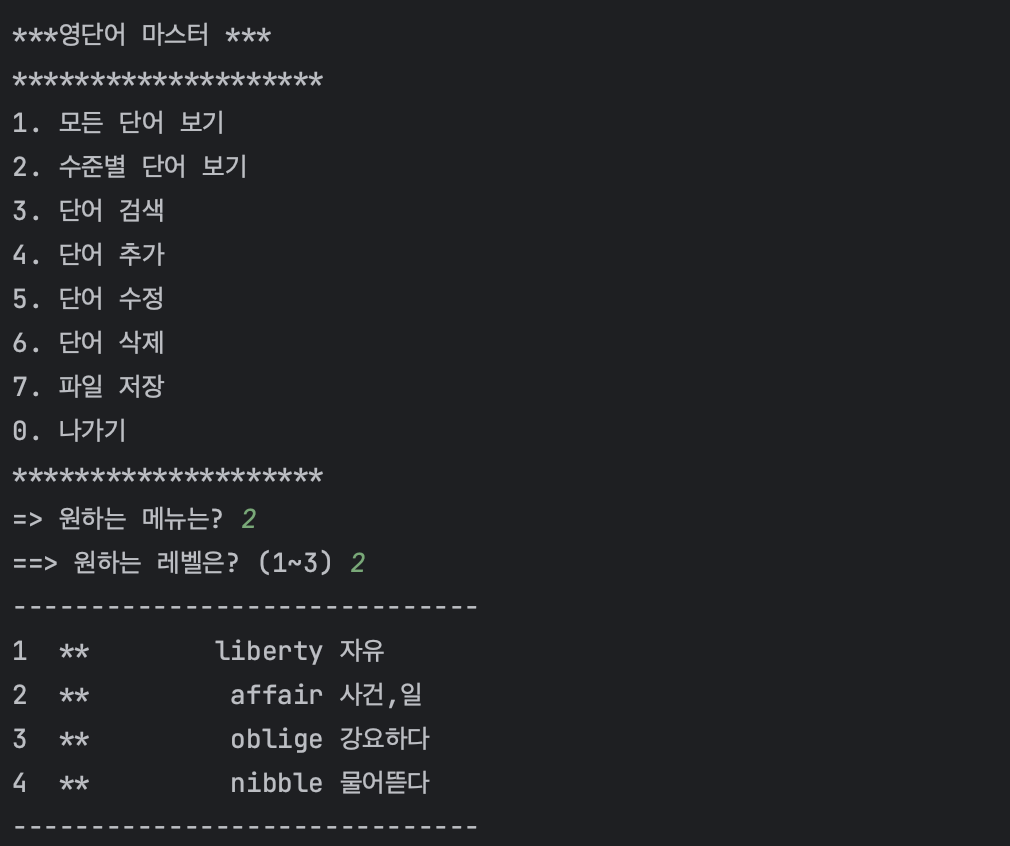 ***영단어 마스터 ***
********************
1. 모든 단어 보기
2. 수준별 단어 보기
3. 단어 검색
4. 단어 추가
5. 단어 수정
6. 단어 삭제
7. 파일 저장
0. 나가기
********************
=> 원하는 메뉴는? 2
==> 원하는 레벨은? (1~3) 2
------------------------------
1  **        liberty 자유
2  **         affair 사건,일
3  **         oblige 강요하다
4  **         nibble 물어뜯다
------------------------------